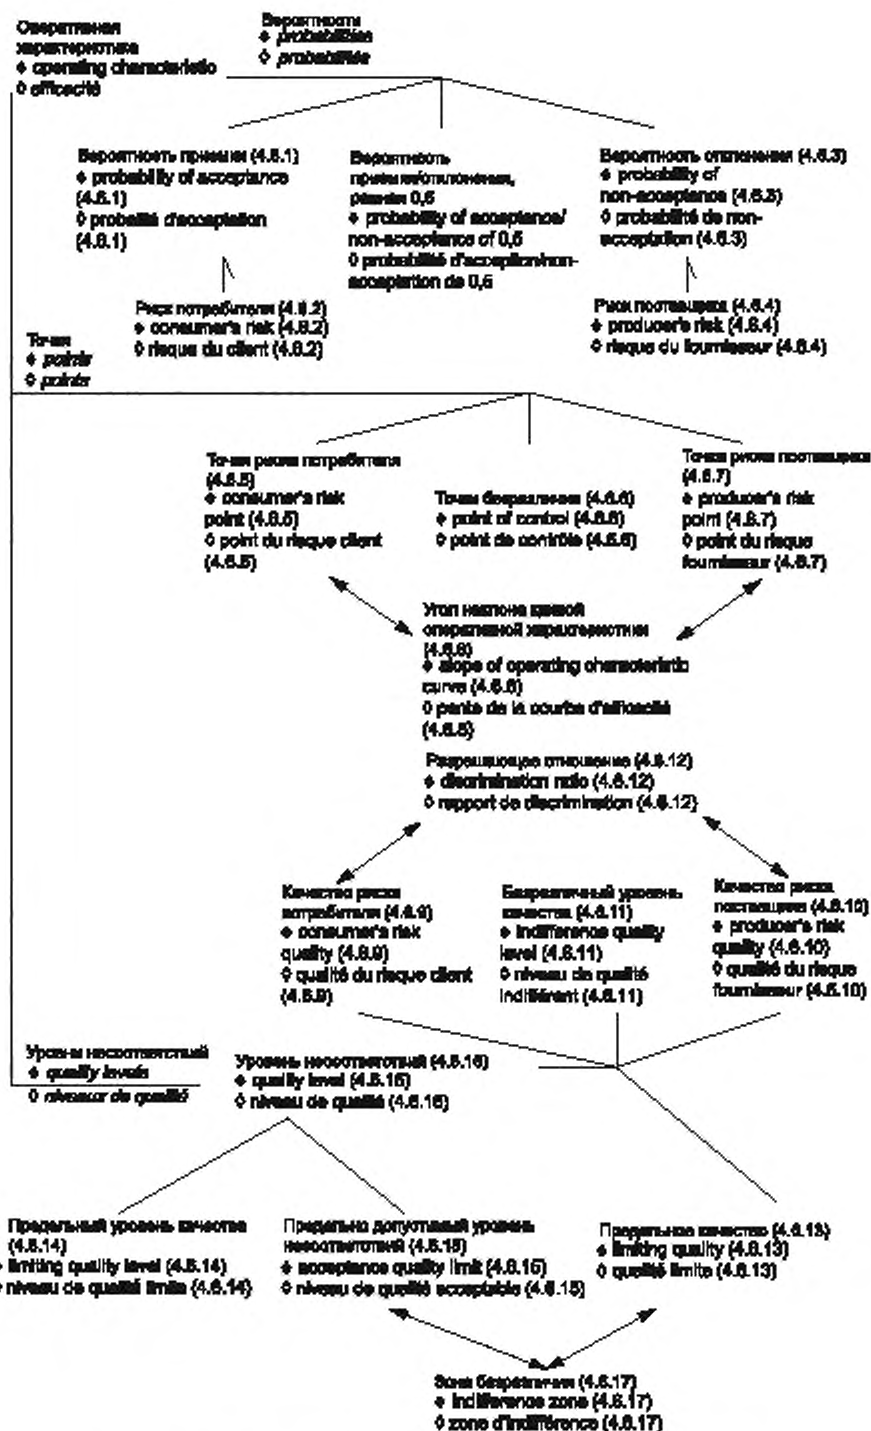 Оперативная
характеристика
♦ operating characteristic
◊ efficacité
Вероятности
♦ probabilities
◊ probabilités
Вероятность приемки (4.6.1)
♦ probability of acceptance
(4.6.1)
◊ probalité d'acceptation
(4.6.1)
Вероятность
приемки/отклонения,
равная 0,5
♦ probability of acceptance/
non-acceptance of 0,5
◊ probabilité d'acception/non-
acceptation de 0,5
Вероятность отклонения (4.6.3)
♦ probability of
non-acceptance (4.6.3)
◊ probabilité de non-
acceptation (4.6.3)
Риск потребителя (4.6.2)
♦ consumer's risk (4.6.2)
◊ risque du client (4.6.2)
Риск поставщика (4.6.4)
♦ producer's risk (4.6.4)
◊ risque du fournisseur (4.6.4)
Точки
♦ points
◊ points
Точка риска потребителя
(4.6.5)
♦ consumer's risk
point (4.6.5)
◊ point du risque client
(4.6.5)
Точки безразличия (4.6.6)
♦ point of control (4.6.6)
◊ point de contrôle (4.6.6)
Точка риска поставщика
(4.6.7)
♦ producer's risk
point (4.6.7)
◊ point du risque
fournisseur (4.6.7)
Угол наклона кривой
оперативной характеристики
(4.6.8)
♦ slope of operating characteristic
curve (4.6.8)
◊ pente de la courbe d'efficacité
(4.6.8)
Разрешающее отношение (4.6.12)
♦ discrimination ratio (4.6.12)
◊ rapport de discrimination (4.6.12)
Качество риска
потребителя (4.6.9)
♦ consumer's risk
quality (4.6.9)
◊ qualité du risque client
(4.6.9)
Безразличный уровень
качества (4.6.11)
♦ indifference quality
level (4.6.11)
◊ niveau de qualité
indifférent (4.6.11)
Качество риска
поставщика (4.6.10)
♦ producer's risk
quality (4.6.10)
◊ qualité du risque
fournisseur (4.6.10)
Уровни несоответствий
♦ quality levels
◊ niveaux de qualité
Уровень несоответствий (4.6.16)
♦ quality level (4.6.16)
◊ niveau de qualité (4.6.16)
Предельный уровень качества
(4.6.14)
♦ limiting quality level (4.6.14)
niveau de qualité limite (4.6.14)
Предельно допустимый уровень
несоответствий (4.6.15)
♦ acceptance quality limit (4.6.15)
◊ niveau de qualité acceptable (4.6.15)
Предельное качество (4.6.13)
♦ limiting quality (4.6.13)
◊ qualité limite (4.6.13)
Зона безразличия (4.6.17)
♦ indifference zone (4.6.17)
◊ zone d'indifférence (4.6.17)